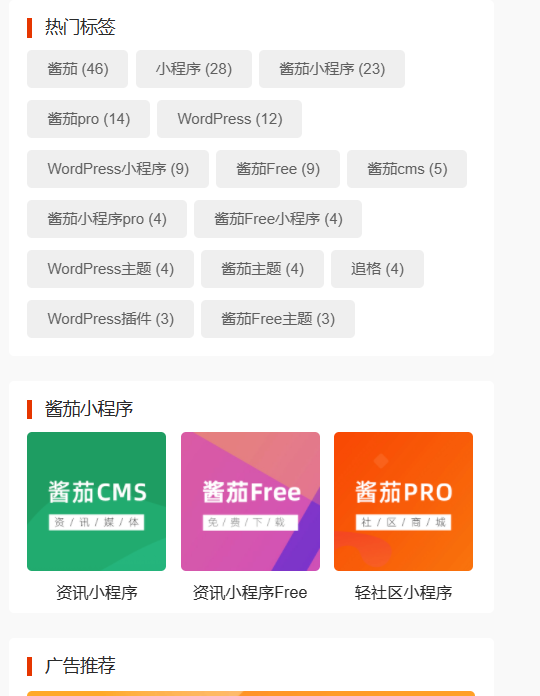 热门标签
酱茄 (46) 小程序 (28) 酱茄小程序 (23)
酱茄pro (14) WordPress (12)
WordPress小程序 (9) 酱茄Free (9) 酱茄cms (5)
酱茄小程序pro (4) 酱茄Free小程序 (4)
WordPress主题 (4) 酱茄主题 (4) 追格 (4)
WordPress插件 (3) 酱茄Free主题 (3)
酱茄小程序
酱茄CMS 酱茄Free 酱茄PRO
资 / 讯 / 媒 / 体 免 / 费 / 下 / 载 社 / 区 / 商 / 城
资讯小程序 资讯小程序Free 轻社区小程序
广告推荐